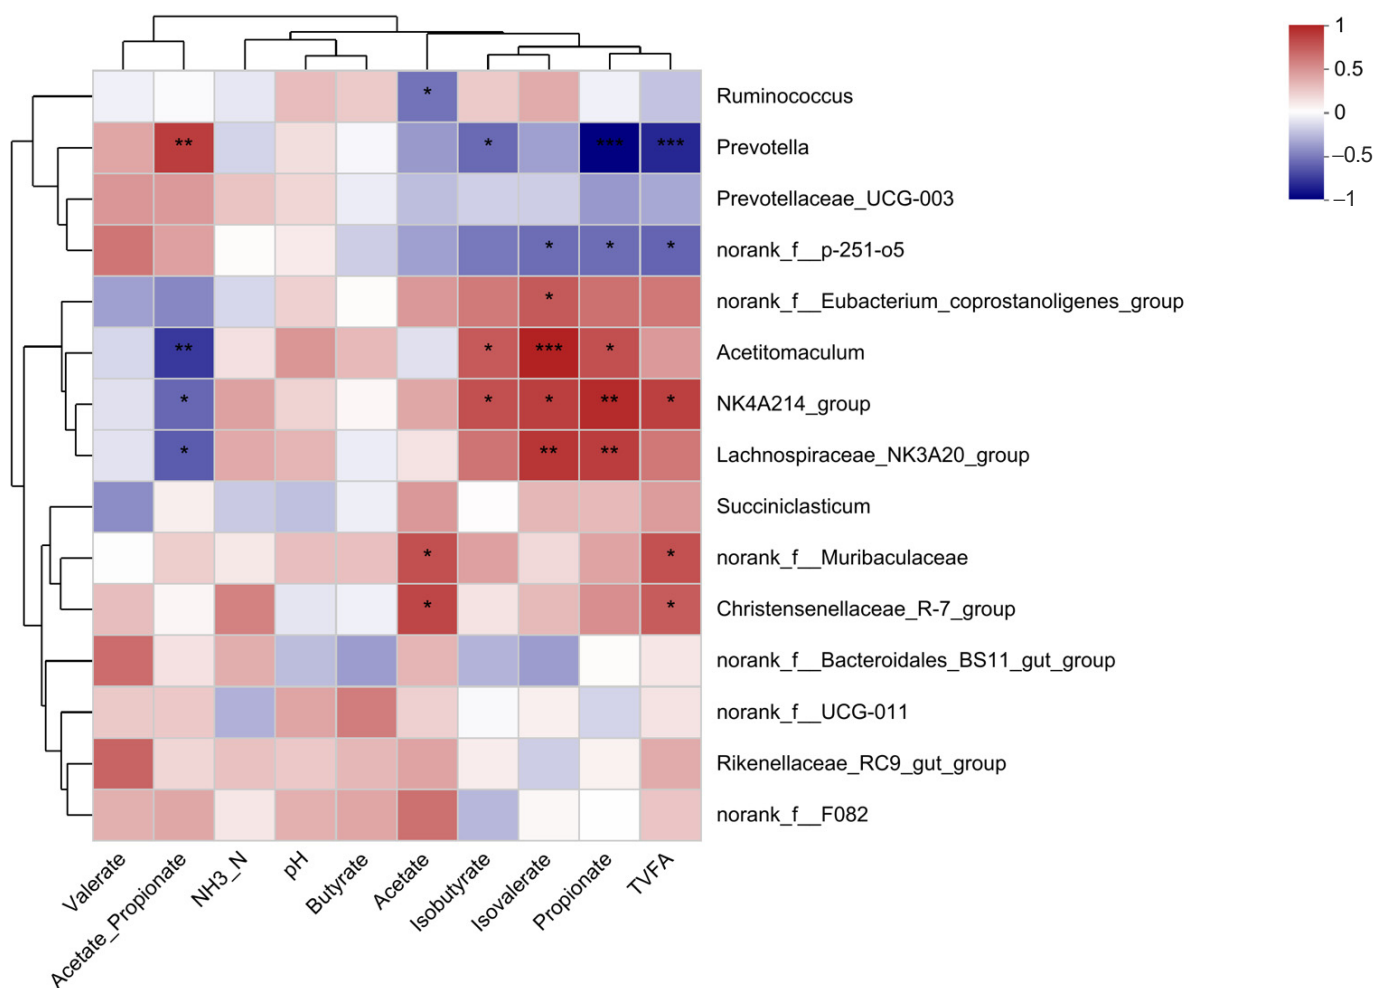 1
0.5
0
−0.5
−1
*
Ruminococcus
** * *** ***
Prevotella
Prevotellaceae_UCG-003
* * *
norank_f__p-251-o5
*
norank_f__Eubacterium_coprostanoligenes_group
** * *** *
Acetitomaculum
* * * ** *
NK4A214_group
* ** **
Lachnospiraceae_NK3A20_group
Succiniclasticum
* *
norank_f__Muribaculaceae
* *
Christensenellaceae_R-7_group
norank_f__Bacteroidales_BS11_gut_group
norank_f__UCG-011
Rikenellaceae_RC9_gut_group
norank_f__F082
Valerate
Acetate_Propionate
NH3_N
pH
Butyrate
Acetate
Isobutyrate
Isovalerate
Propionate
TVFA